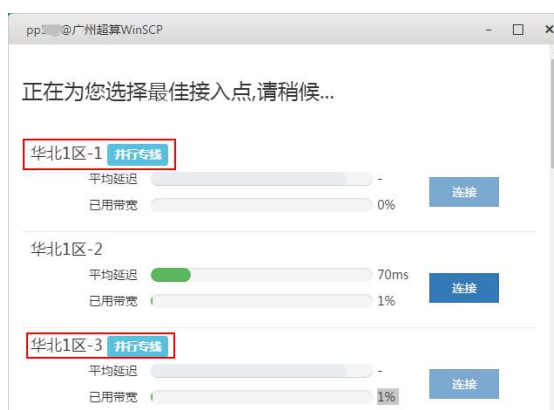 pp @广州超算WinSCP
正在为您选择最佳接入点,请稍候...
华北1区-1 并行专线
平均延迟 -
已用带宽 0%
连接
华北1区-2
平均延迟 70ms
已用带宽 1%
连接
华北1区-3 并行专线
平均延迟 -
已用带宽 1%
连接